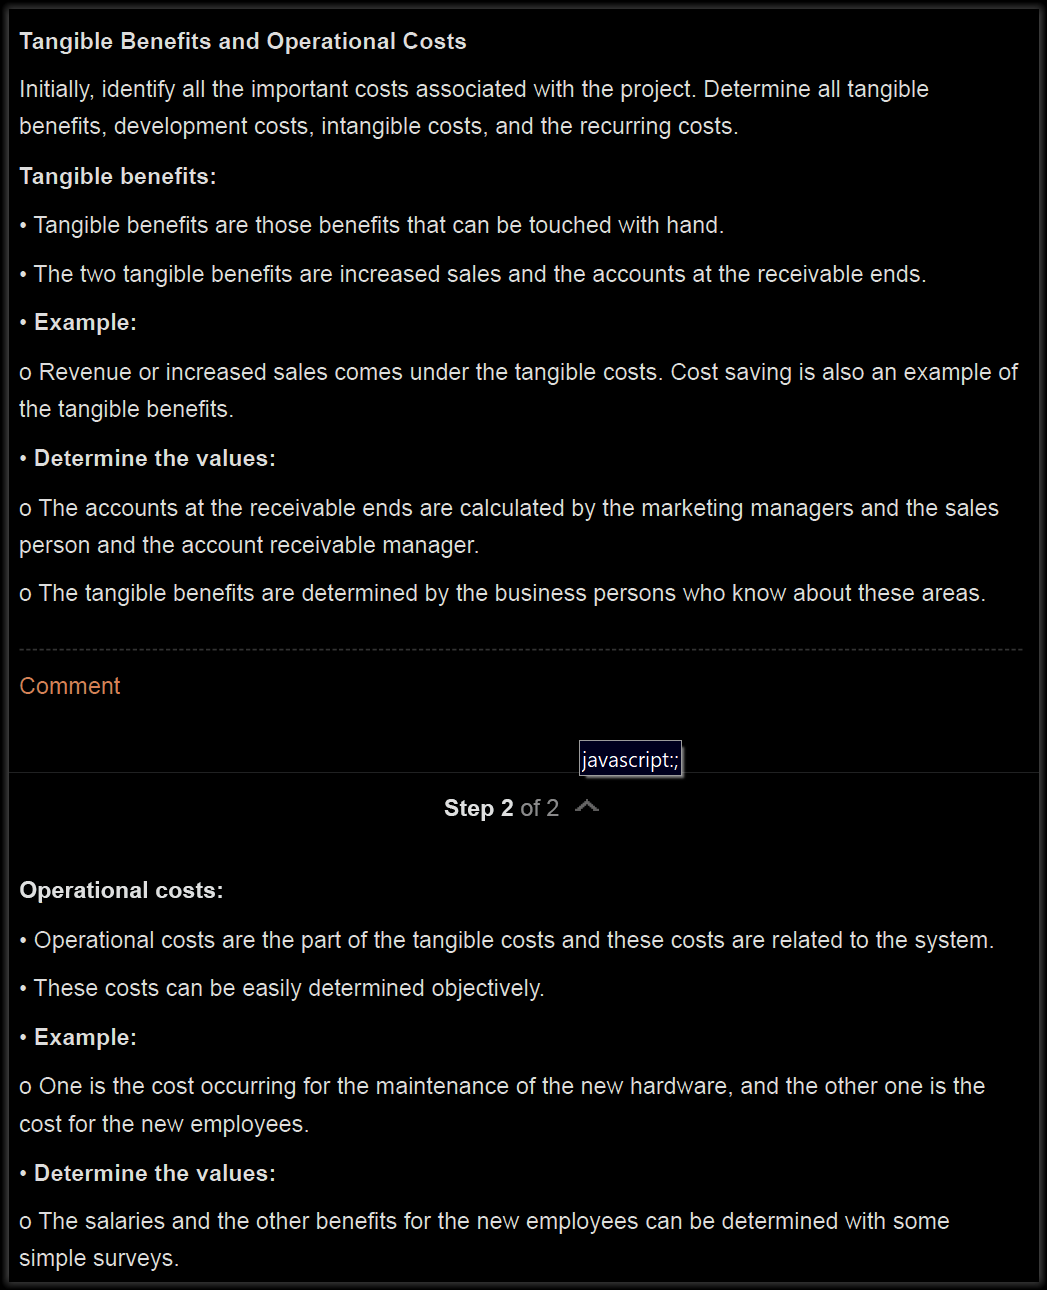 Tangible Benefits and Operational Costs
Initially, identify all the important costs associated with the project. Determine all tangible
benefits, development costs, intangible costs, and the recurring costs.
Tangible benefits:
• Tangible benefits are those benefits that can be touched with hand.
• The two tangible benefits are increased sales and the accounts at the receivable ends.
• Example:
o Revenue or increased sales comes under the tangible costs. Cost saving is also an example of
the tangible benefits.
• Determine the values:
o The accounts at the receivable ends are calculated by the marketing managers and the sales
person and the account receivable manager.
o The tangible benefits are determined by the business persons who know about these areas.
Comment
javascript:;
Step 2 of 2
Operational costs:
• Operational costs are the part of the tangible costs and these costs are related to the system.
• These costs can be easily determined objectively.
• Example:
o One is the cost occurring for the maintenance of the new hardware, and the other one is the
cost for the new employees.
• Determine the values:
o The salaries and the other benefits for the new employees can be determined with some
simple surveys.